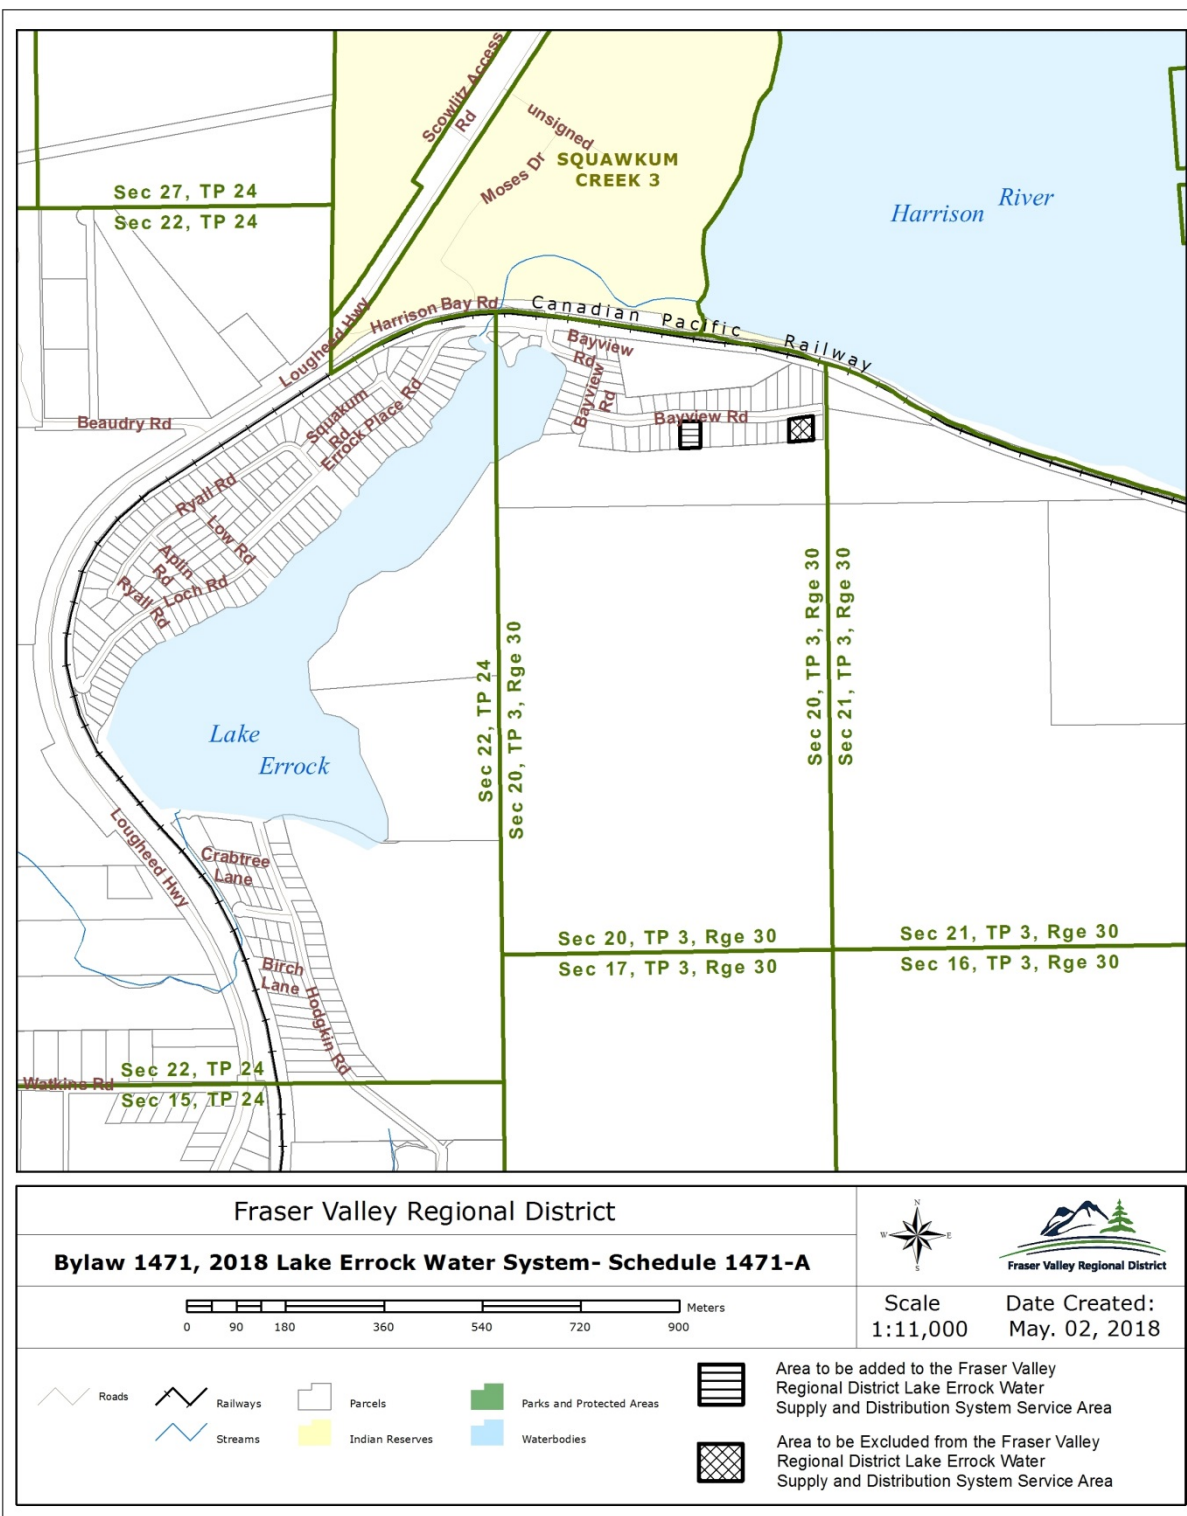 Scowlitz Access
Rd
unsigned
Moses Dr
SQUAWKUM
CREEK 3
Harrison River
Sec 27, TP 24
Sec 22, TP 24
Lougheed Hwy
Harrison Bay Rd
Canadian Pacific Railway
Bayview
Rd
Bayview
Rd
Bayview Rd
Beaudry Rd
Squakum
Rd
Errock Place Rd
Ryall Rd
Low Rd
Aplin
Rd
Loch Rd
Ryall Rd
Sec 22, TP 24
Sec 20, TP 3, Rge 30
Sec 20, TP 3, Rge 30
Sec 21, TP 3, Rge 30
Lake
Errock
Lougheed Hwy
Crabtree
Lane
Birch
Lane
Hodgkin Rd
Sec 20, TP 3, Rge 30
Sec 17, TP 3, Rge 30
Sec 21, TP 3, Rge 30
Sec 16, TP 3, Rge 30
Sec 22, TP 24
Watkins Rd
Sec 15, TP 24
Fraser Valley Regional District
Bylaw 1471, 2018 Lake Errock Water System- Schedule 1471-A
N
W E
S
Fraser Valley Regional District
Meters
0 90 180 360 540 720 900
Scale
1:11,000
Date Created:
May. 02, 2018
Roads
Railways
Parcels
Parks and Protected Areas
Streams
Indian Reserves
Waterbodies
Area to be added to the Fraser Valley
Regional District Lake Errock Water
Supply and Distribution System Service Area
Area to be Excluded from the Fraser Valley
Regional District Lake Errock Water
Supply and Distribution System Service Area